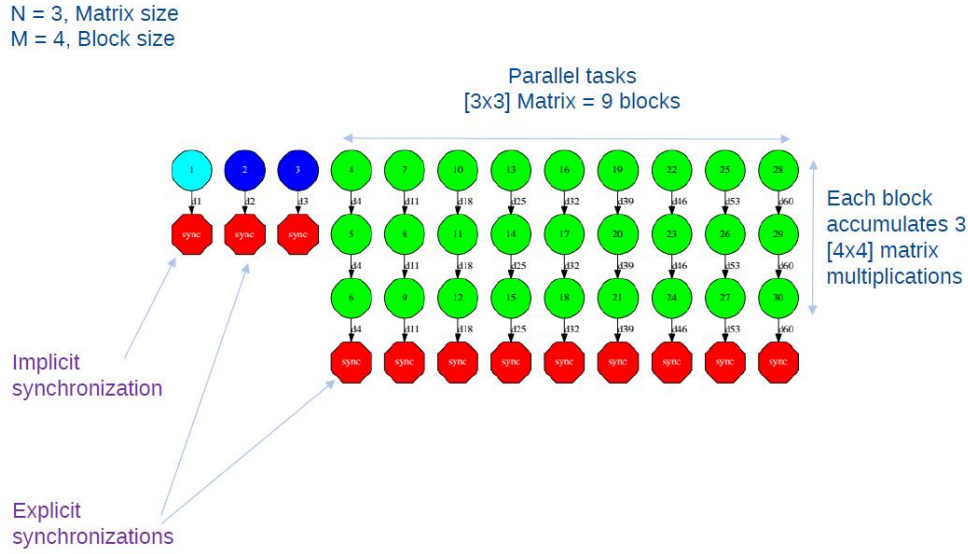 N = 3, Matrix size
M = 4, Block size
Parallel tasks
[3x3] Matrix = 9 blocks
1 2 3 4 7 10 13 16 19 22 25 28
d1 d2 d3 d4 d11 d18 d25 d32 d39 d46 d53 d60
sync sync sync 5 8 11 14 17 20 23 26 29
d4 d11 d18 d25 d32 d39 d46 d53 d60
6 9 12 15 18 21 24 27 30
d4 d11 d18 d25 d32 d39 d46 d53 d60
sync sync sync sync sync sync sync sync sync
Each block
accumulates 3
[4x4] matrix
multiplications
Implicit
synchronization
Explicit
synchronizations